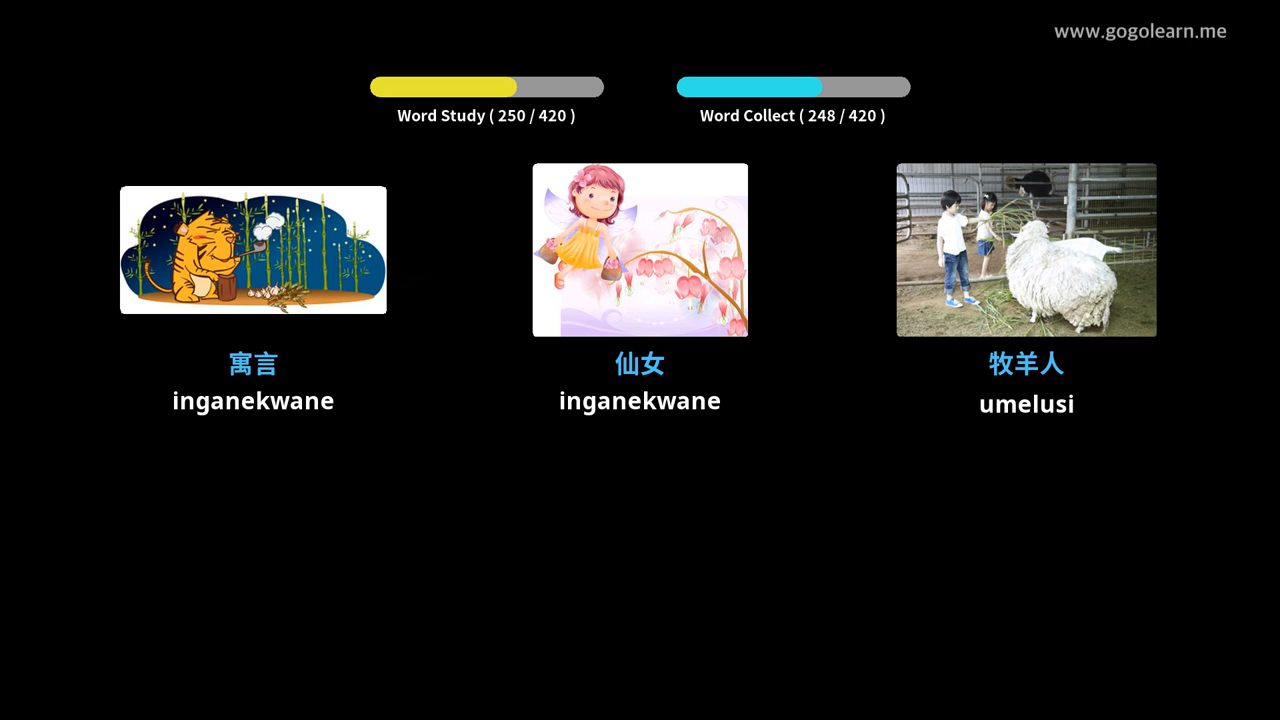 www.gogolearn.me
Word Study ( 250 / 420 )
Word Collect ( 248 / 420 )
寓言
inganekwane
仙女
inganekwane
牧羊人
umelusi